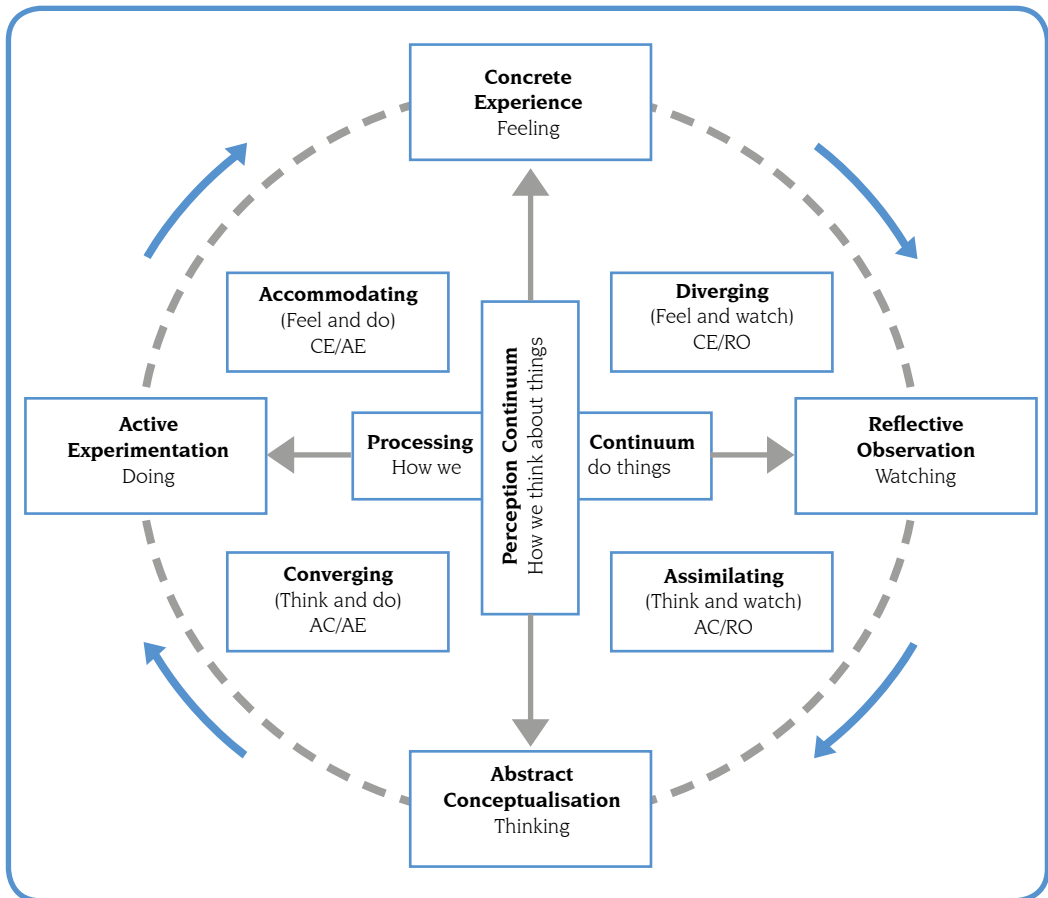 Concrete
Experience
Feeling
Accommodating
(Feel and do)
CE/AE
Diverging
(Feel and watch)
CE/RO
Active
Experimentation
Doing
Processing
How we
Perception Continuum
How we think about things
Continuum
do things
Reflective
Observation
Watching
Converging
(Think and do)
AC/AE
Assimilating
(Think and watch)
AC/RO
Abstract
Conceptualisation
Thinking